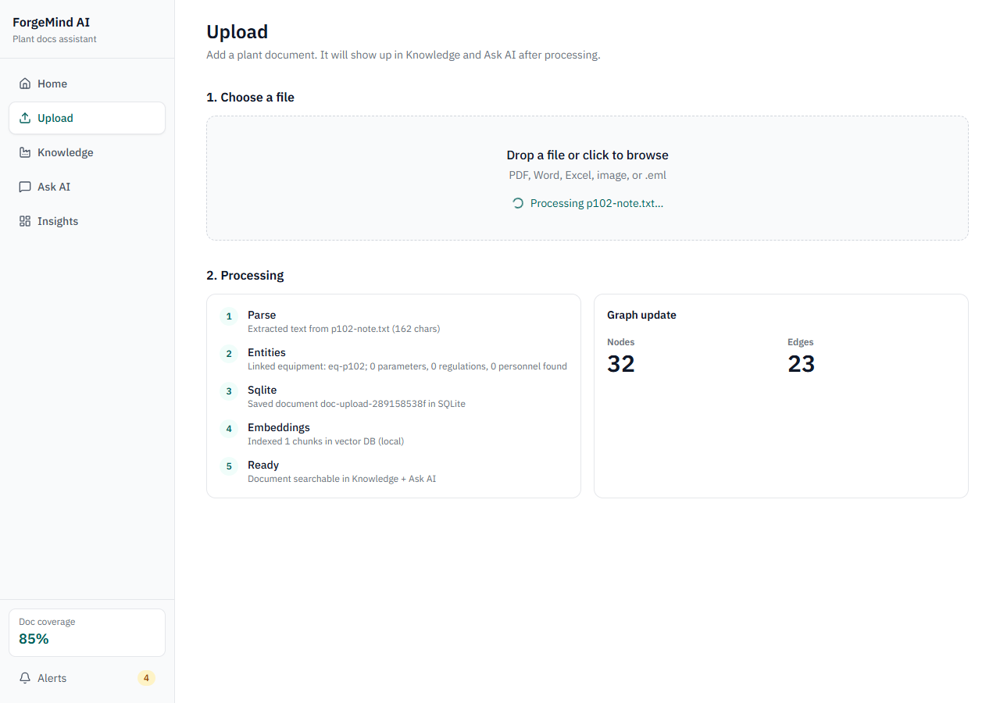 ForgeMind AI
Plant docs assistant
Home
Upload
Knowledge
Ask AI
Insights
Doc coverage
85%
Alerts
4
Upload
Add a plant document. It will show up in Knowledge and Ask AI after processing.
1. Choose a file
Drop a file or click to browse
PDF, Word, Excel, image, or .eml
Processing p102-note.txt...
2. Processing
1
Parse
Extracted text from p102-note.txt (162 chars)
2
Entities
Linked equipment: eq-p102; 0 parameters, 0 regulations, 0 personnel found
3
Sqlite
Saved document doc-upload-289158538f in SQLite
4
Embeddings
Indexed 1 chunks in vector DB (local)
5
Ready
Document searchable in Knowledge + Ask AI
Graph update
Nodes
32
Edges
23